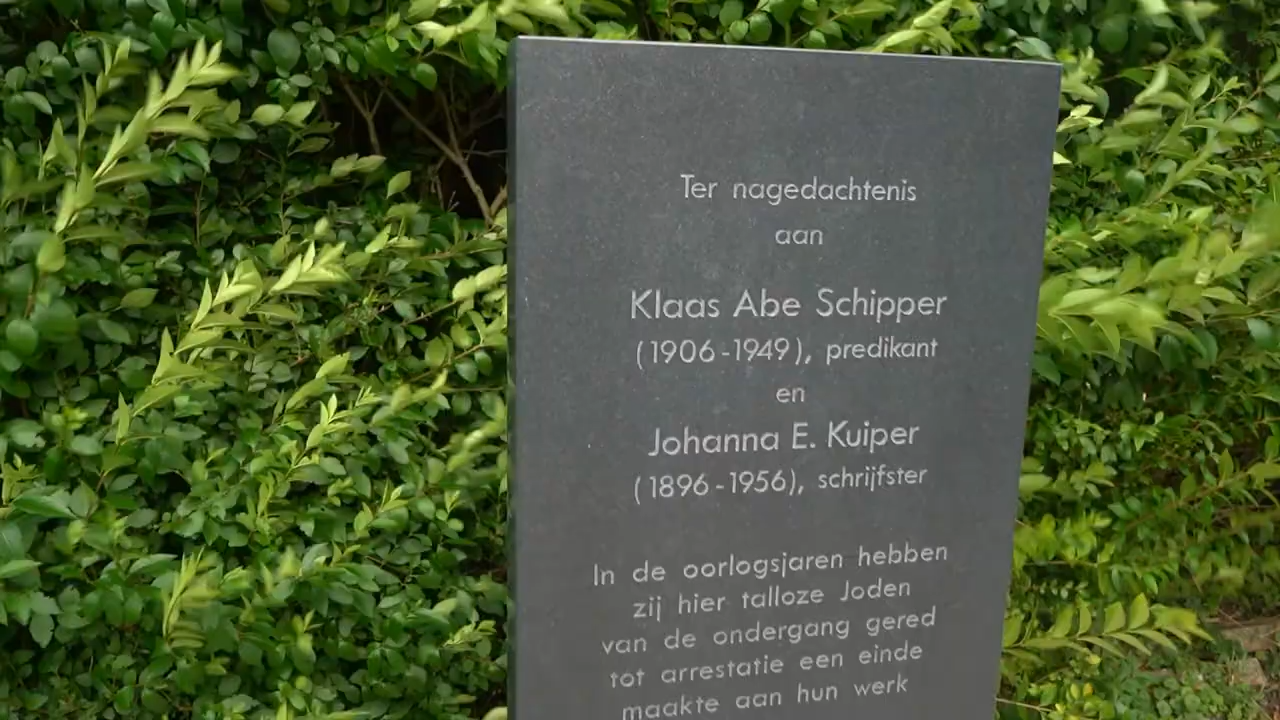 Ter nagedachtenis
aan
Klaas Abe Schipper
(1906-1949), predikant
en
Johanna E. Kuiper
(1896-1956), schrijfster
In de oorlogsjaren hebben
zij hier talloze Joden
van de ondergang gered
tot arrestatie een einde
maakte aan hun werk